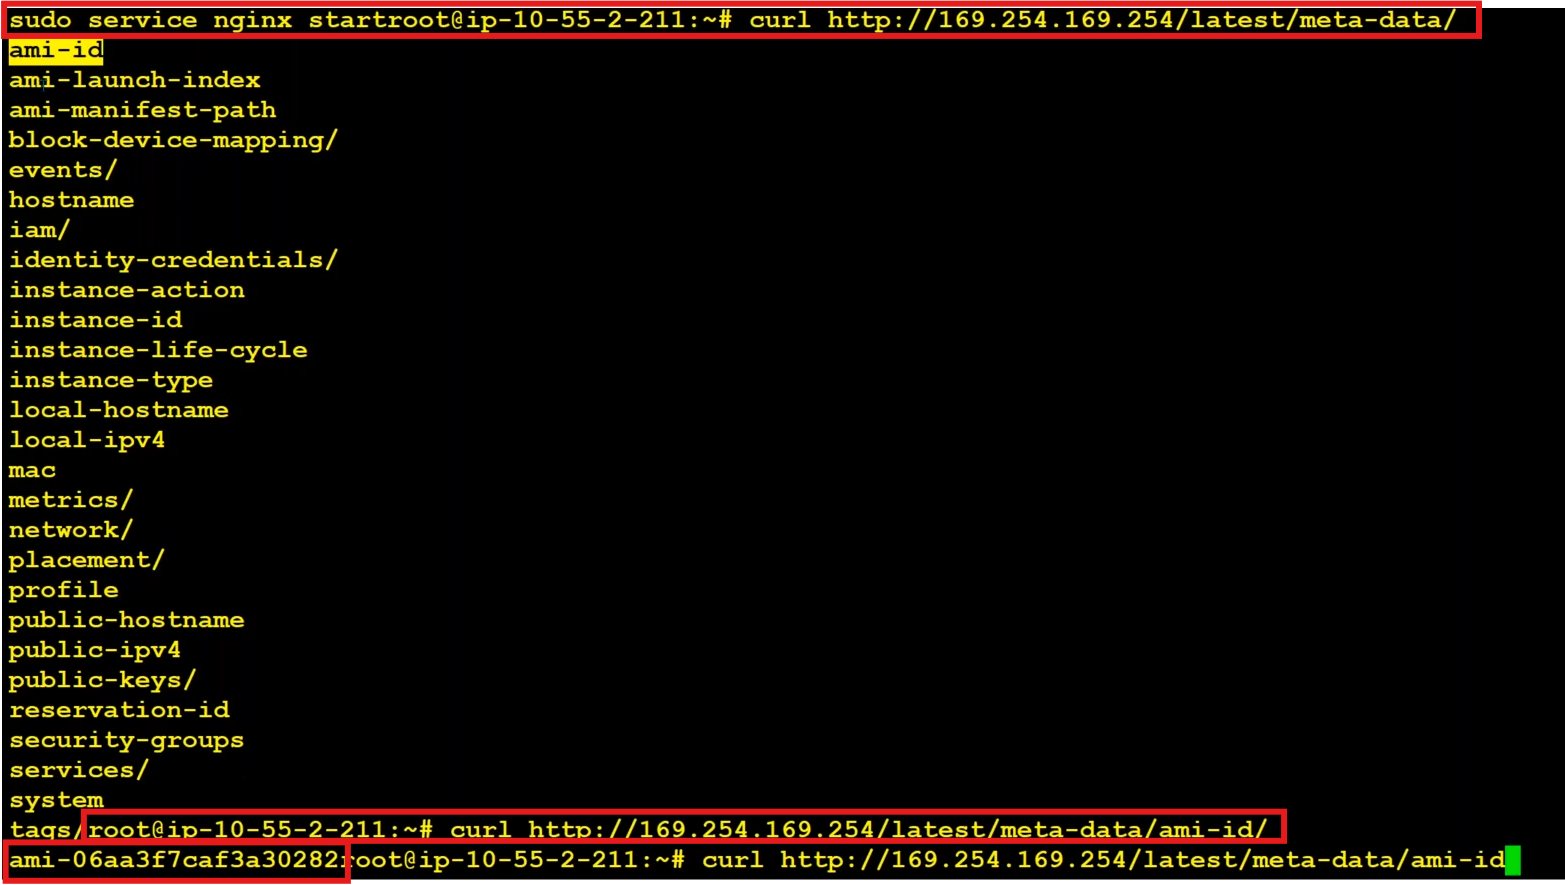 sudo service nginx startroot@ip-10-55-2-211:~# curl http://169.254.169.254/latest/meta-data/
ami-id
ami-launch-index
ami-manifest-path
block-device-mapping/
events/
hostname
iam/
identity-credentials/
instance-action
instance-id
instance-life-cycle
instance-type
local-hostname
local-ipv4
mac
metrics/
network/
placement/
profile
public-hostname
public-ipv4
public-keys/
reservation-id
security-groups
services/
system
tags/root@ip-10-55-2-211:~# curl http://169.254.169.254/latest/meta-data/ami-id/
ami-06aa3f7caf3a30282root@ip-10-55-2-211:~# curl http://169.254.169.254/latest/meta-data/ami-id